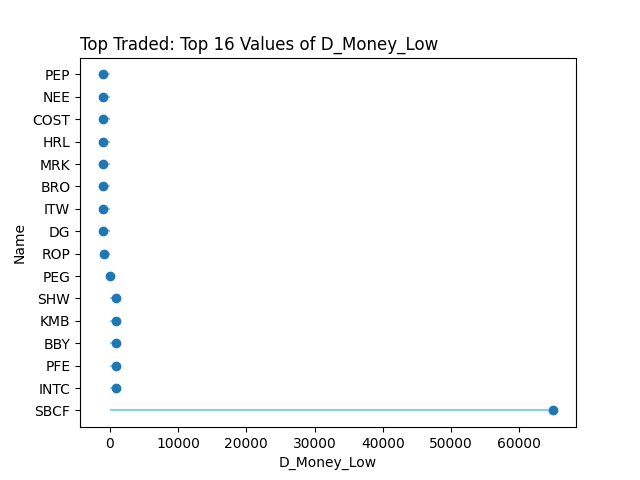 Top Traded: Top 16 Values of D_Money_Low
PEP
NEE
COST
HRL
MRK
BRO
ITW
DG
ROP
PEG
SHW
KMB
BBY
PFE
INTC
SBCF
Name
0 10000 20000 30000 40000 50000 60000
D_Money_Low